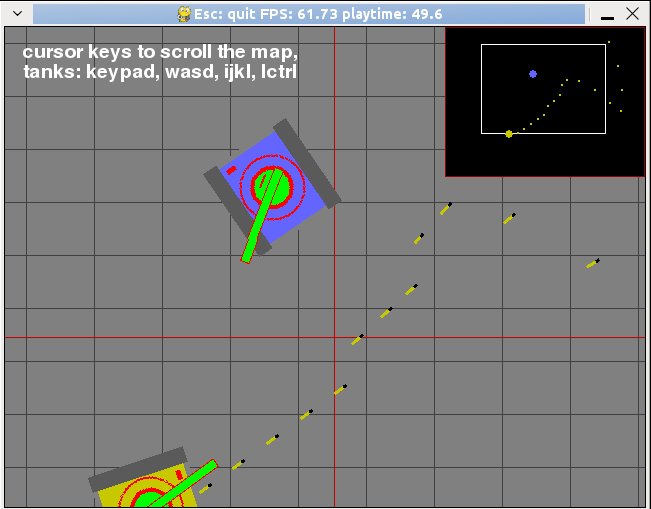 Esc: quit FPS: 61.73 playtime: 49.6
cursor keys to scroll the map,
tanks: keypad, wasd, ijkl, lctrl